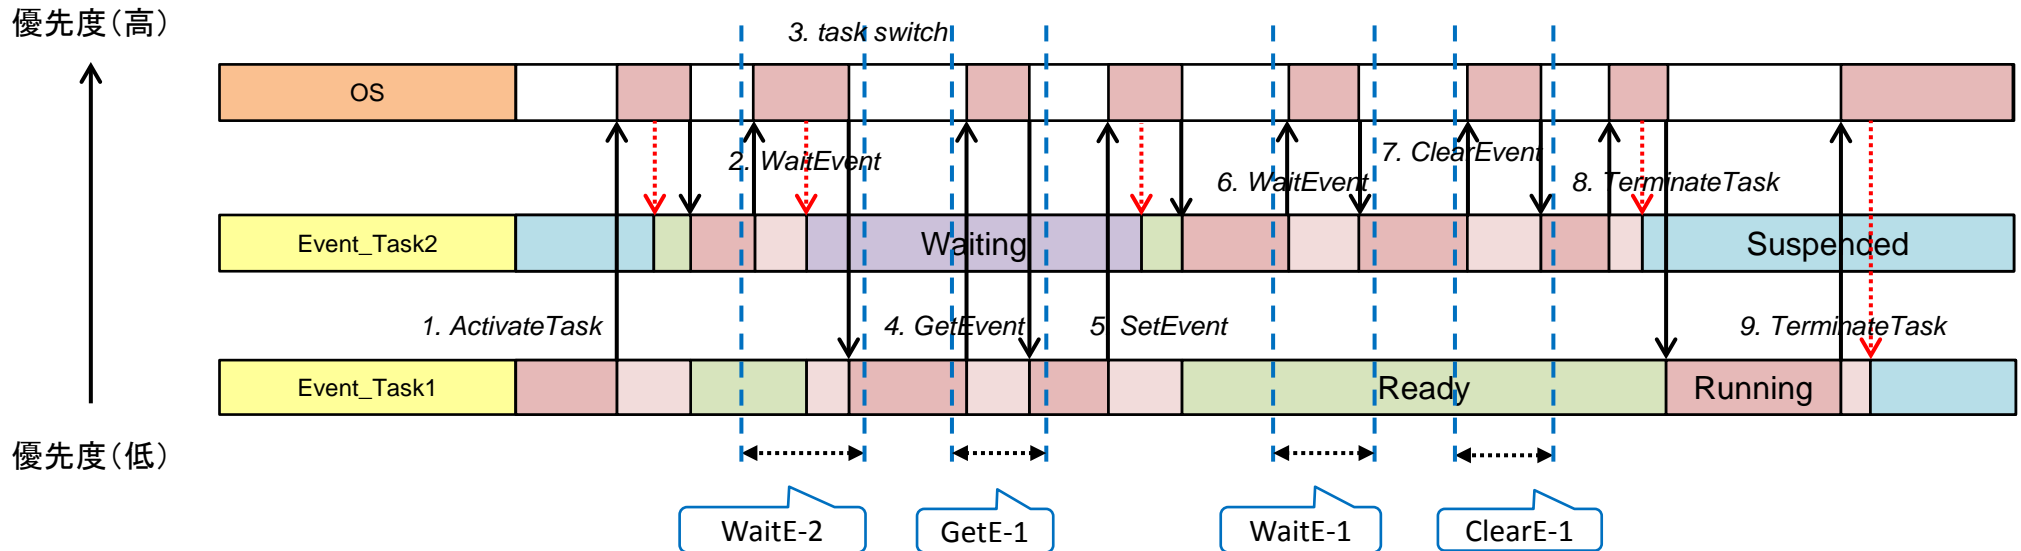 優先度(高)
3. task switch
OS
2. WaitEvent
7. ClearEvent
6. WaitEvent
8. TerminateTask
Event_Task2
Waiting
Suspended
1. ActivateTask
4. GetEvent
5. SetEvent
9. TerminateTask
Event_Task1
Ready
Running
優先度(低)
WaitE-2
GetE-1
WaitE-1
ClearE-1